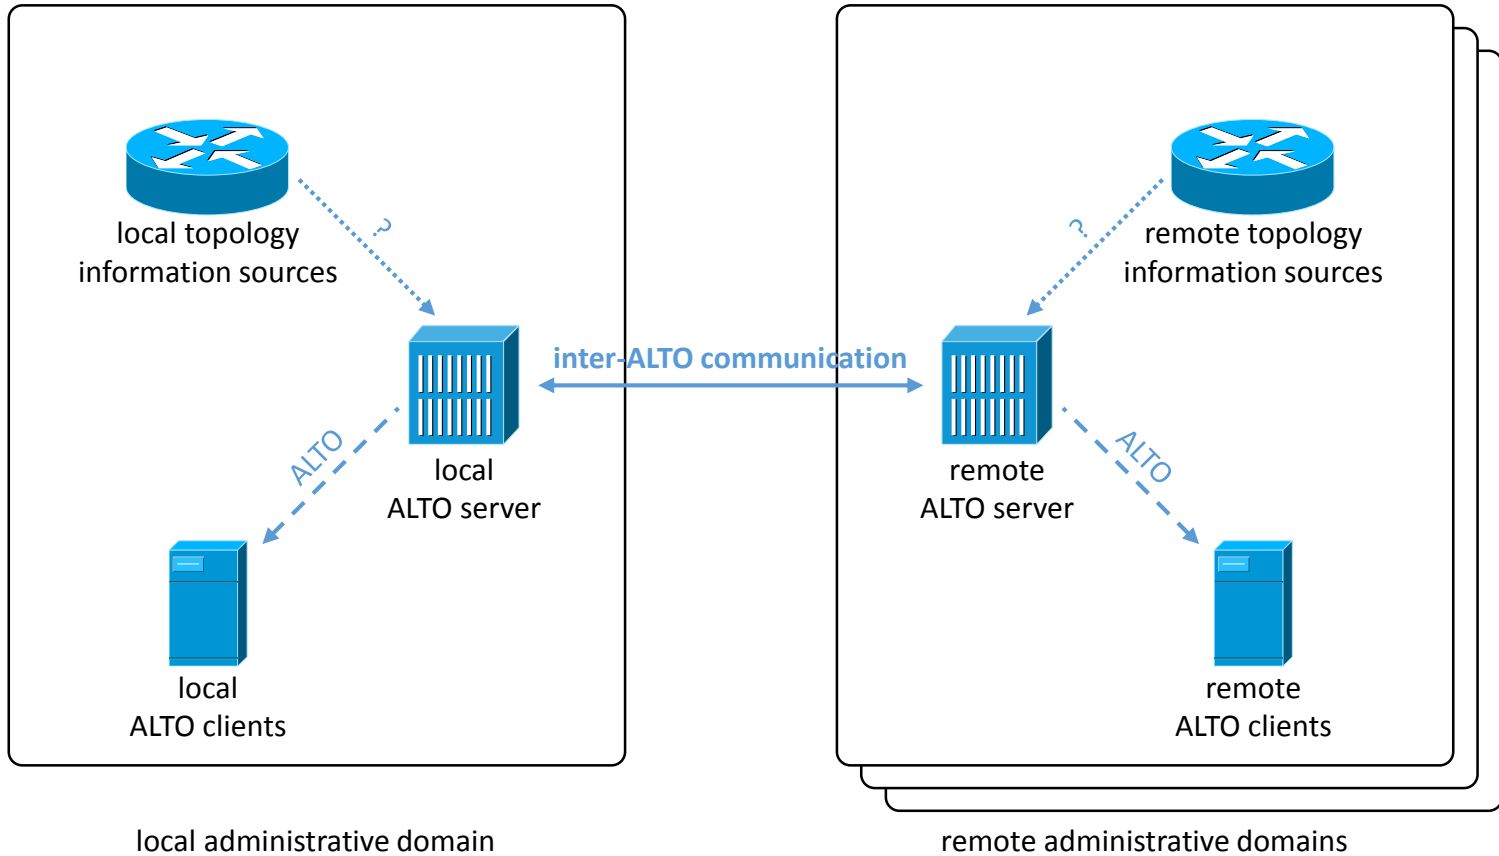 local topology
information sources
?
ALTO
local
ALTO server
local
ALTO clients
inter-ALTO communication
remote topology
information sources
?
remote
ALTO server
ALTO
remote
ALTO clients
local administrative domain
remote administrative domains